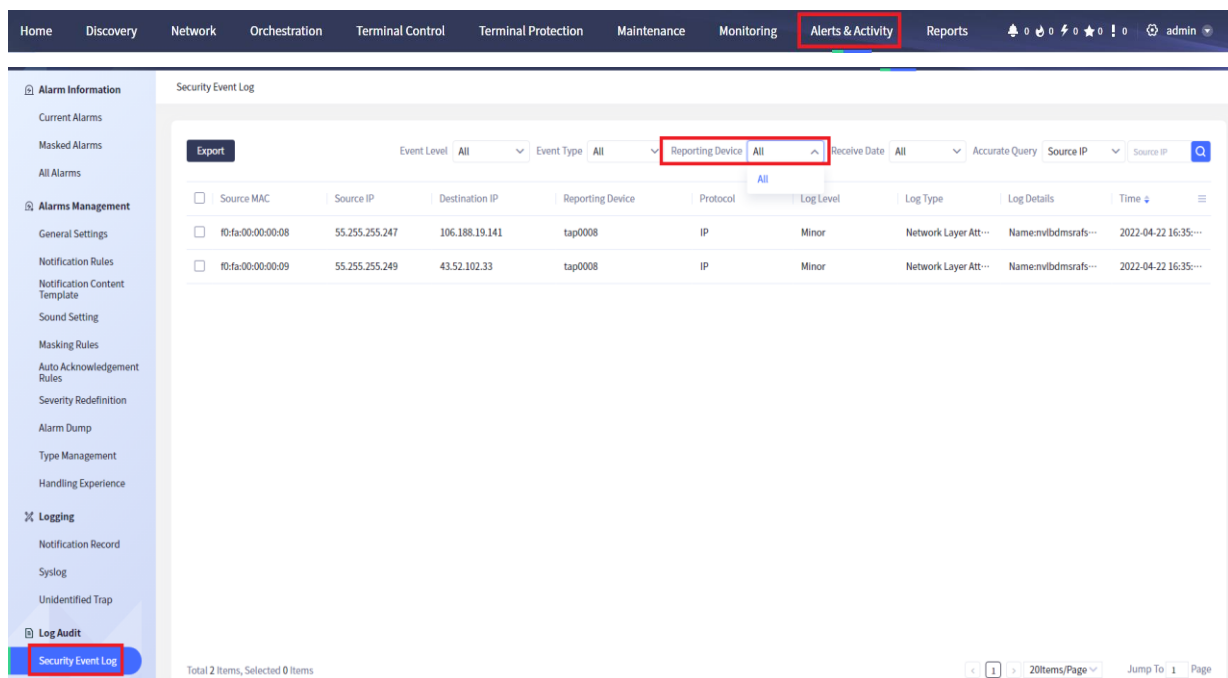 Home Discovery Network Orchestration Terminal Control Terminal Protection Maintenance Monitoring Alerts & Activity Reports 0 0 0 0 0 admin
Alarm Information
Current Alarms
Masked Alarms
All Alarms
Alarms Management
General Settings
Notification Rules
Notification Content
Template
Sound Setting
Masking Rules
Auto Acknowledgement
Rules
Severity Redefinition
Alarm Dump
Type Management
Handling Experience
Logging
Notification Record
Syslog
Unidentified Trap
Log Audit
Security Event Log
Security Event Log
Export Event Level All Event Type All Reporting Device All Receive Date All Accurate Query Source IP Source IP
All
Source MAC Source IP Destination IP Reporting Device Protocol Log Level Log Type Log Details Time
f0:fa:00:00:00:08 55.255.255.247 106.188.19.141 tap0008 IP Minor Network Layer Att··· Name:nvlbdmsrafs··· 2022-04-22 16:35:···
f0:fa:00:00:00:09 55.255.255.249 43.52.102.33 tap0008 IP Minor Network Layer Att··· Name:nvlbdmsrafs··· 2022-04-22 16:35:···
Total 2 Items, Selected 0 Items < 1 > 20Items/Page Jump To 1 Page